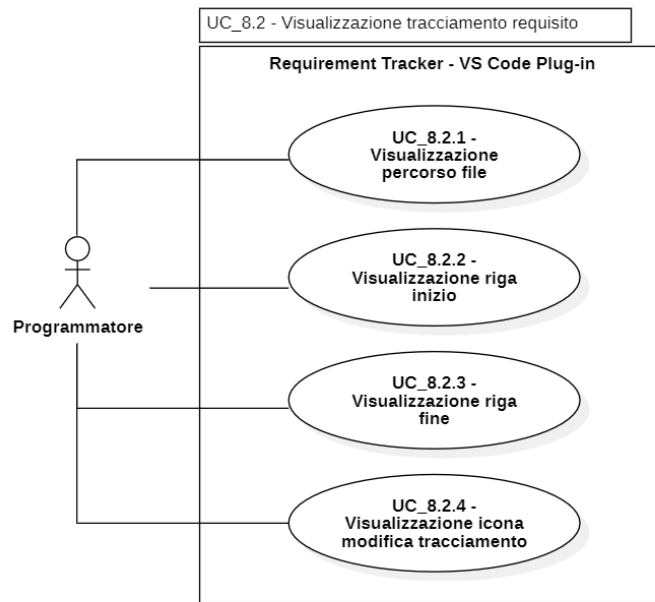 UC_8.2 - Visualizzazione tracciamento requisito
Requirement Tracker - VS Code Plug-in
UC_8.2.1 -
Visualizzazione
percorso file
UC_8.2.2 -
Visualizzazione riga
inizio
Programmatore
UC_8.2.3 -
Visualizzazione riga
fine
UC_8.2.4 -
Visualizzazione icona
modifica tracciamento